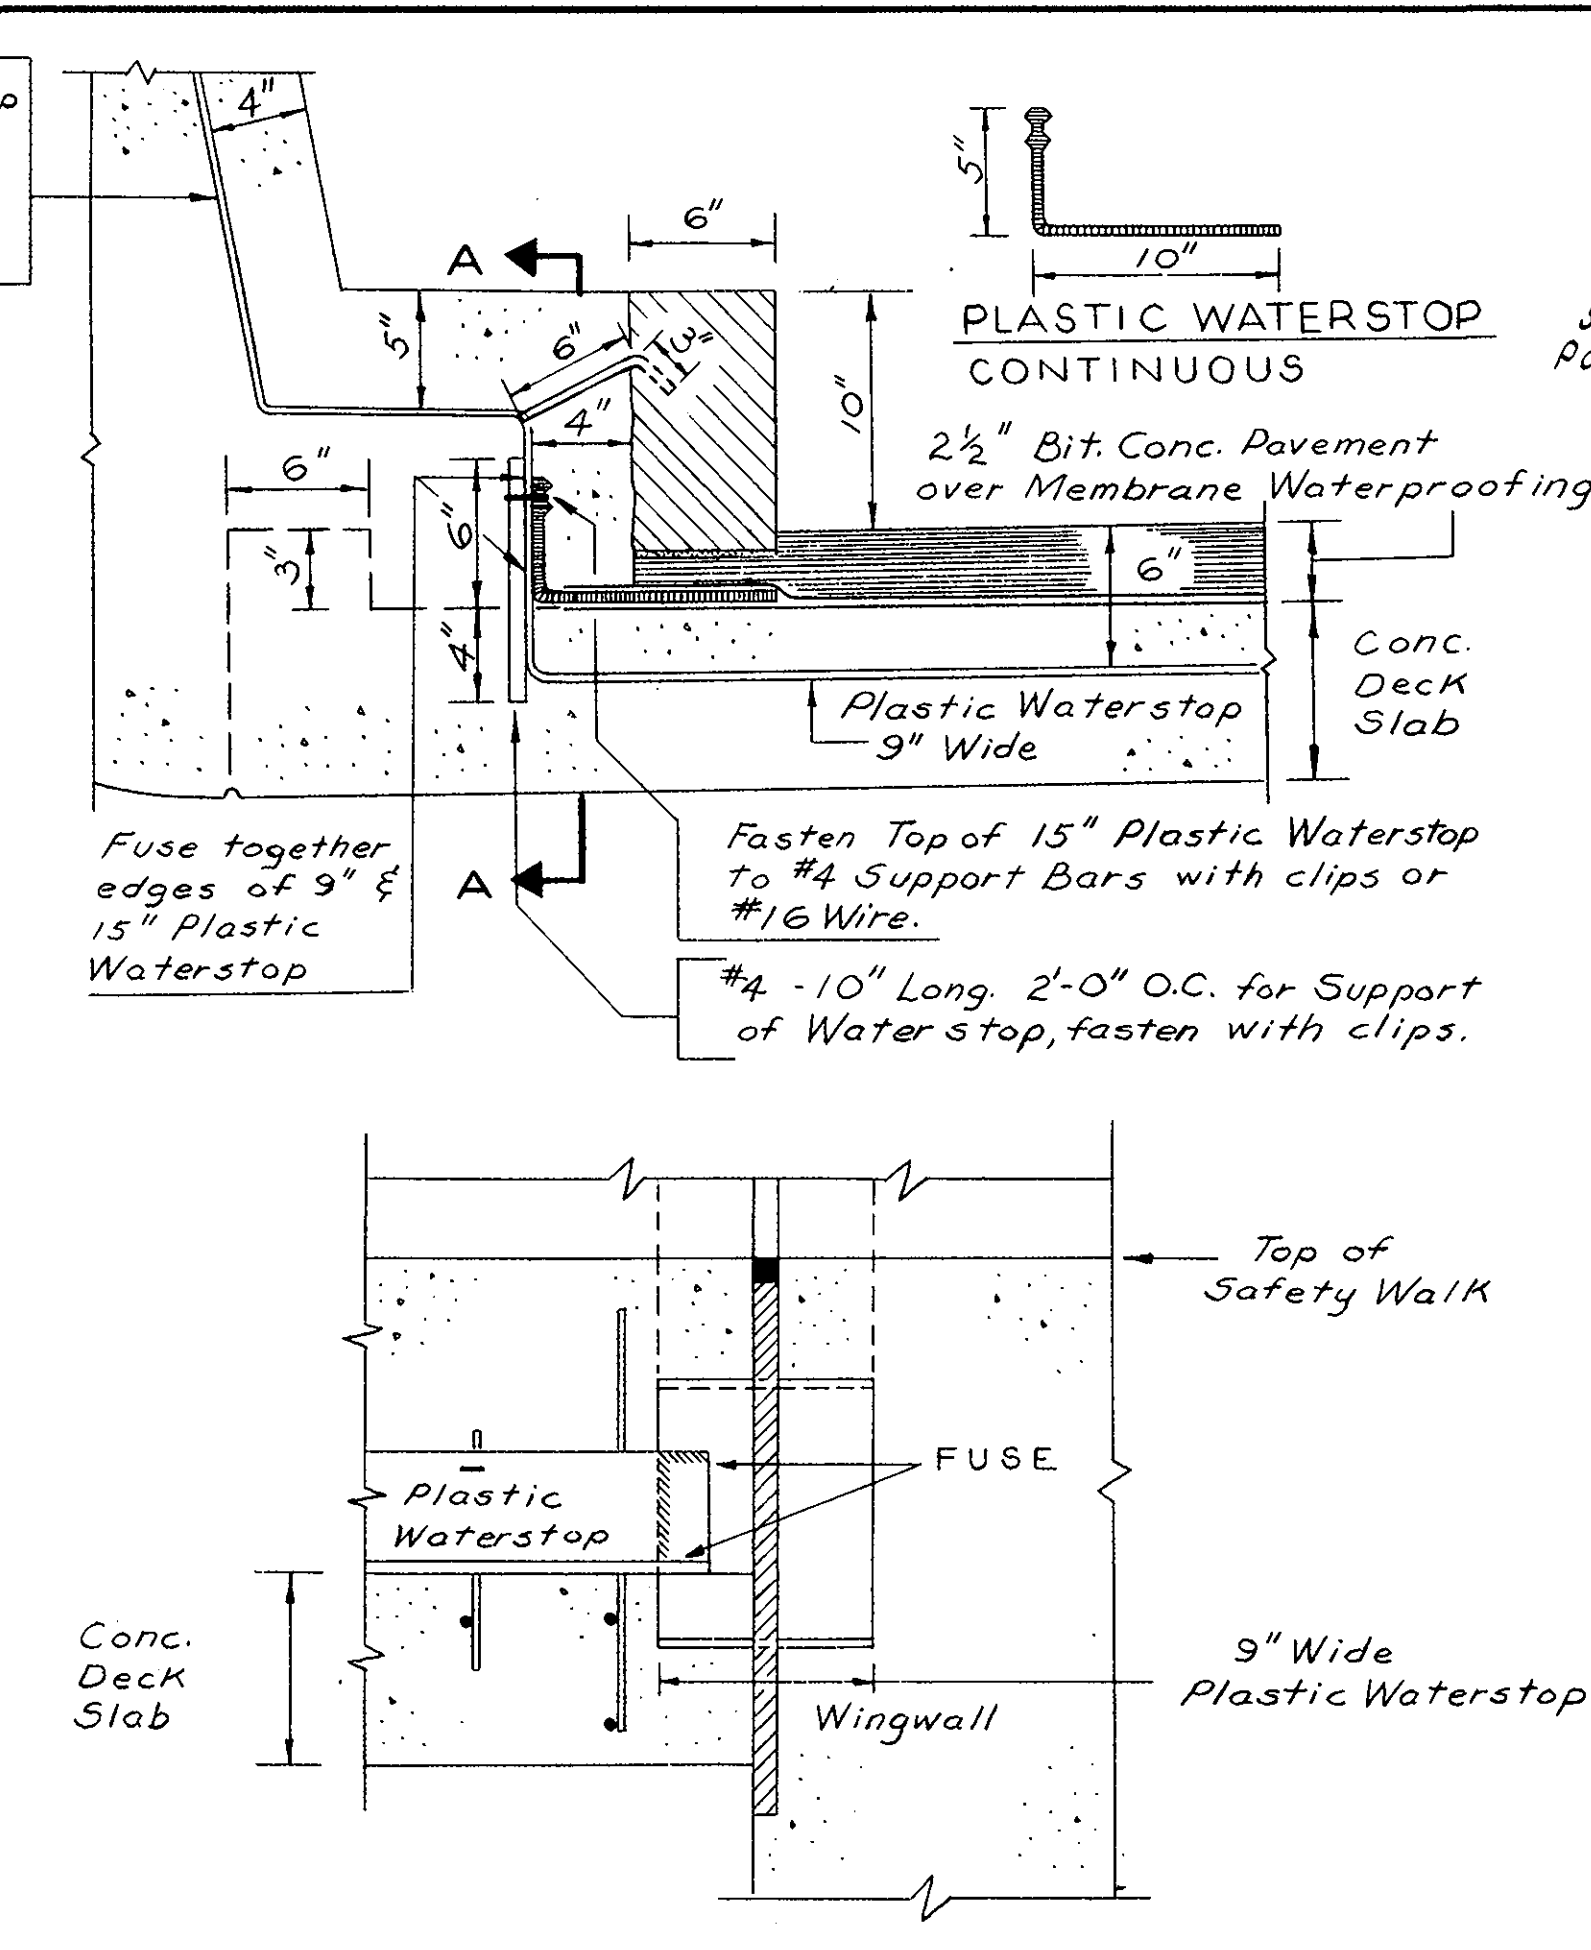 4"
6"
5"
10"
A
PLASTIC WATERSTOP
CONTINUOUS
5"
6"
3"
4"
10"
2½" Bit. Conc. Pavement
over Membrane Waterproofing
6"
6"
3"
6"
4"
Conc.
Deck
Slab
Plastic Waterstop
9" Wide
Fuse together
edges of 9" &
15" Plastic
Waterstop
A
Fasten Top of 15" Plastic Waterstop
to #4 Support Bars with clips or
#16 Wire.
#4 - 10" Long. 2'-0" O.C. for Support
of Waterstop, fasten with clips.
Top of
Safety Walk
FUSE
Plastic
Waterstop
Conc.
Deck
Slab
Wingwall
9" Wide
Plastic Waterstop